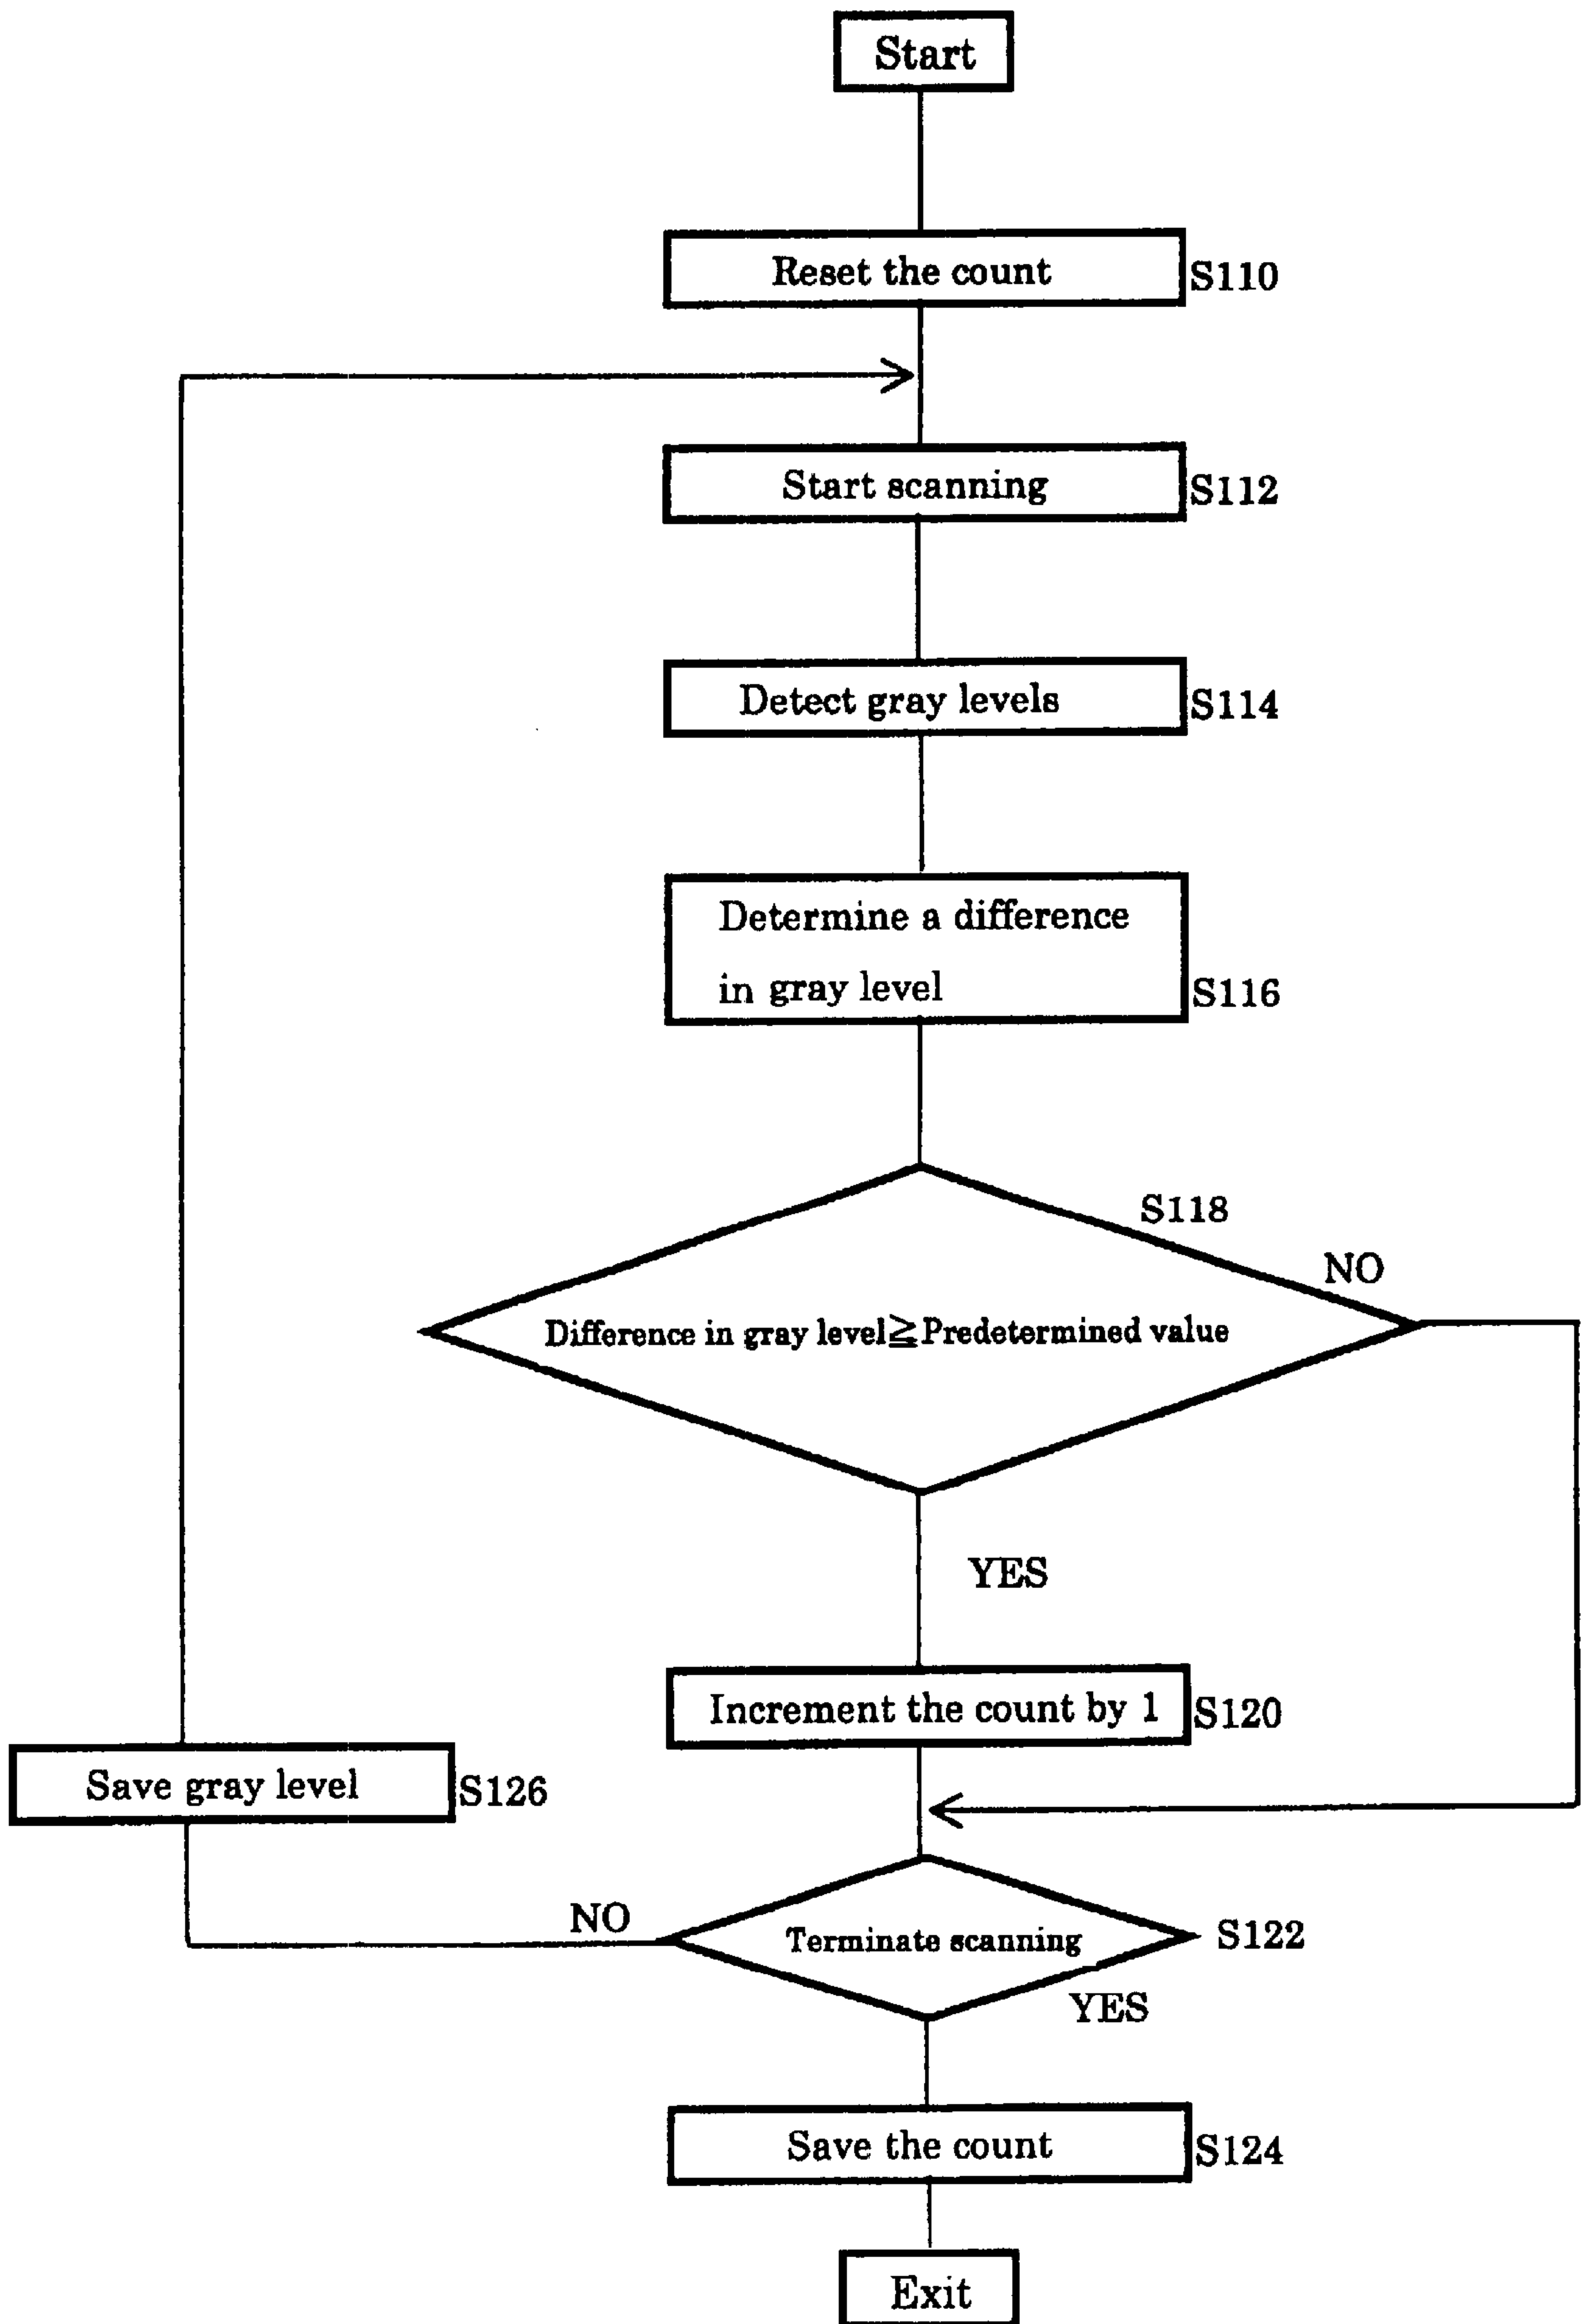 Start
Reset the count
S110
Start scanning
S112
Detect gray levels
S114
Determine a difference
in gray level
S116
S118
NO
Difference in gray level≧Predetermined value
YES
Increment the count by 1
S120
Save gray level
S126
NO
Terminate scanning
S122
YES
Save the count
S124
Exit